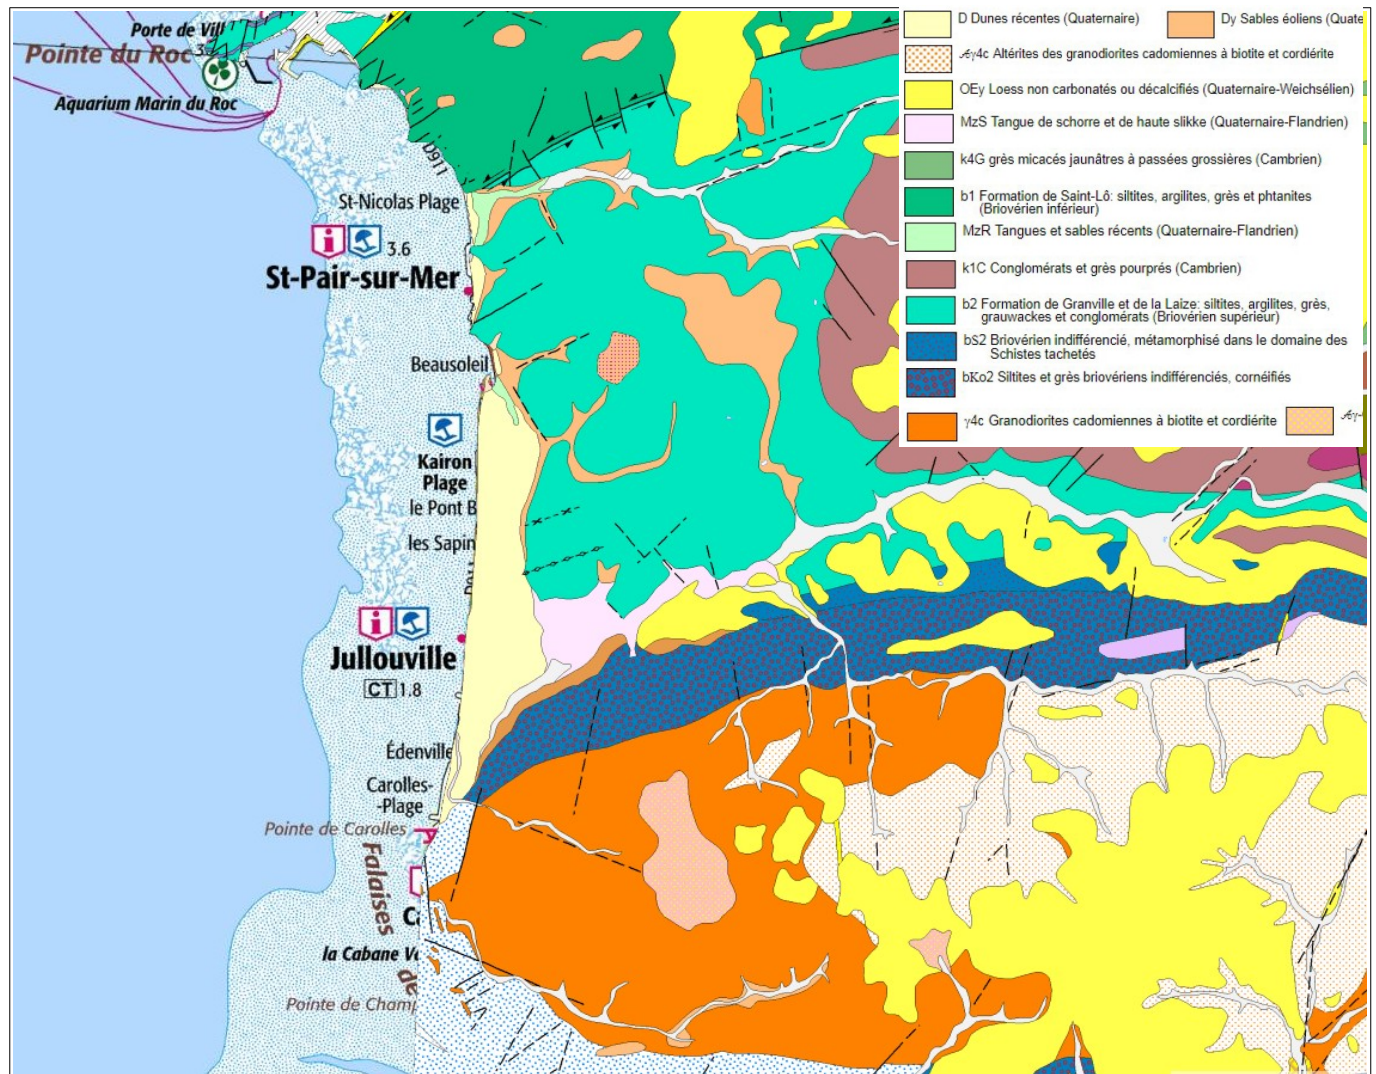 Porte de Vill
Pointe du Roc
3.
Aquarium Marin du Roc
D911
St-Nicolas Plage
3.6
St-Pair-sur-Mer
Beausoleil
Kairon
Plage
le Pont B
les Sapin
Jullouville
CT 1.8
Édenville
Carolles-
-Plage
Pointe de Carolles
Falaises
de
Ca
la Cabane Va
Pointe de Champ
D Dunes récentes (Quaternaire)
Dy Sables éoliens (Quate
Aγ4c Altérites des granodiorites cadomiennes à biotite et cordiérite
OEy Loess non carbonatés ou décalcifiés (Quaternaire-Weichsélien)
MzS Tangue de schorre et de haute slikke (Quaternaire-Flandrien)
k4G grès micacés jaunâtres à passées grossières (Cambrien)
b1 Formation de Saint-Lô: siltites, argilites, grès et phtanites
(Briovérien inférieur)
MzR Tangues et sables récents (Quaternaire-Flandrien)
k1C Conglomérats et grès pourprés (Cambrien)
b2 Formation de Granville et de la Laize: siltites, argilites, grès,
grauwackes et conglomérats (Briovérien supérieur)
bS2 Briovérien indifférencié, métamorphisé dans le domaine des
Schistes tachetés
bKo2 Siltites et grès briovériens indifférenciés, cornéifiés
γ4c Granodiorites cadomiennes à biotite et cordiérite
Aγ-